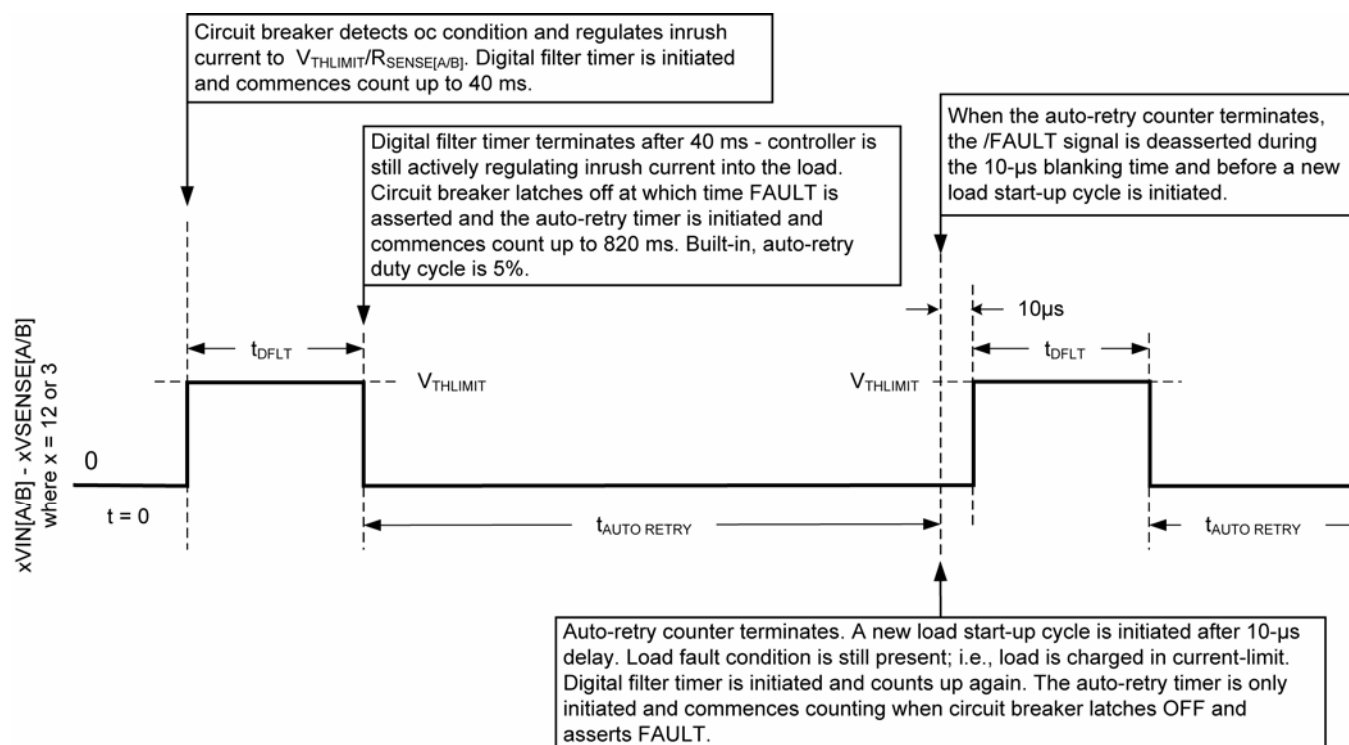 Circuit breaker detects oc condition and regulates inrush
current to VTHLIMIT/RSENSE[A/B]. Digital filter timer is initiated
and commences count up to 40 ms.
Digital filter timer terminates after 40 ms - controller is
still actively regulating inrush current into the load.
Circuit breaker latches off at which time FAULT is
asserted and the auto-retry timer is initiated and
commences count up to 820 ms. Built-in, auto-retry
duty cycle is 5%.
When the auto-retry counter terminates,
the /FAULT signal is deasserted during
the 10-µs blanking time and before a new
load start-up cycle is initiated.
10µs
tDFLT
tDFLT
VTHLIMIT
VTHLIMIT
xVIN[A/B] - xVSENSE[A/B]
where x = 12 or 3
0
t = 0
tAUTO RETRY
tAUTO RETRY
Auto-retry counter terminates. A new load start-up cycle is initiated after 10-µs
delay. Load fault condition is still present; i.e., load is charged in current-limit.
Digital filter timer is initiated and counts up again. The auto-retry timer is only
initiated and commences counting when circuit breaker latches OFF and
asserts FAULT.